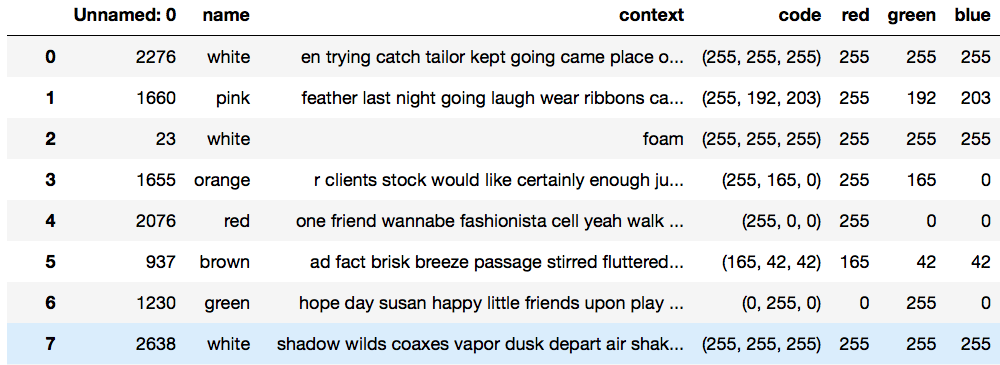 Unnamed: 0 name context code red green blue
0 2276 white en trying catch tailor kept going came place o... (255, 255, 255) 255 255 255
1 1660 pink feather last night going laugh wear ribbons ca... (255, 192, 203) 255 192 203
2 23 white foam (255, 255, 255) 255 255 255
3 1655 orange r clients stock would like certainly enough ju... (255, 165, 0) 255 165 0
4 2076 red one friend wannabe fashionista cell yeah walk ... (255, 0, 0) 255 0 0
5 937 brown ad fact brisk breeze passage stirred fluttered... (165, 42, 42) 165 42 42
6 1230 green hope day susan happy little friends upon play ... (0, 255, 0) 0 255 0
7 2638 white shadow wilds coaxes vapor dusk depart air shak... (255, 255, 255) 255 255 255